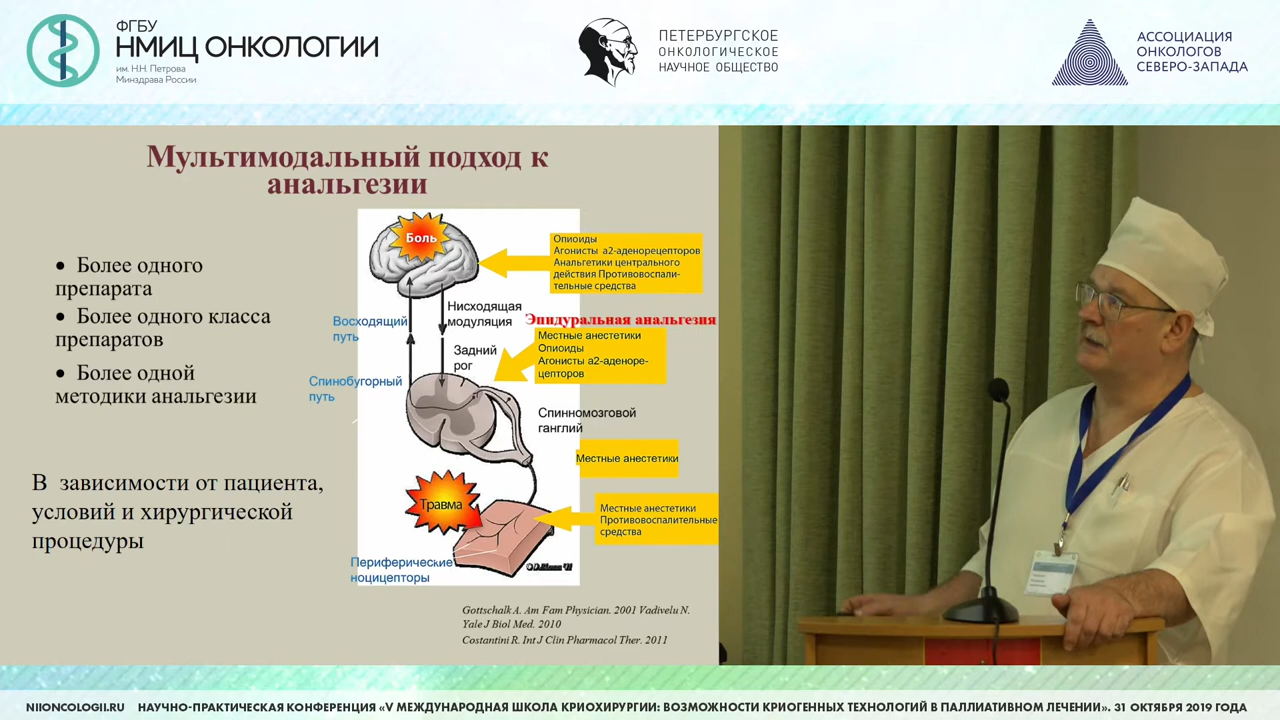 ФГБУ
НМИЦ ОНКОЛОГИИ
им. Н.Н. Петрова
Минздрава России
ПЕТЕРБУРГСКОЕ
ОНКОЛОГИЧЕСКОЕ
НАУЧНОЕ ОБЩЕСТВО
АССОЦИАЦИЯ
ОНКОЛОГОВ
СЕВЕРО-ЗАПАДА
Мультимодальный подход к
анальгезии
• Более одного
препарата
• Более одного класса
препаратов
• Более одной
методики анальгезии
В зависимости от пациента,
условий и хирургической
процедуры
Боль
Опиоиды
Агонисты а2-аденорецепторов
Анальгетики центрального
действия Противовоспали-
тельные средства
Восходящий
путь
Нисходящая
модуляция
Эпидуральная анальгезия
Местные анестетики
Опиоиды
Агонисты а2-аденоре-
цепторов
Задний
рог
Спинобугорный
путь
Спинномозговой
ганглий
Местные анестетики
Травма
Местные анестетики
Противовоспалительные
средства
Периферические
ноцицепторы
Gottschalk A. Am Fam Physician. 2001 Vadivelu N.
Yale J Biol Med. 2010
Costantini R. Int J Clin Pharmacol Ther. 2011
NIIONCOLOGII.RU НАУЧНО-ПРАКТИЧЕСКАЯ КОНФЕРЕНЦИЯ «V МЕЖДУНАРОДНАЯ ШКОЛА КРИОХИРУРГИИ: ВОЗМОЖНОСТИ КРИОГЕННЫХ ТЕХНОЛОГИЙ В ПАЛЛИАТИВНОМ ЛЕЧЕНИИ». 31 ОКТЯБРЯ 2019 ГОДА